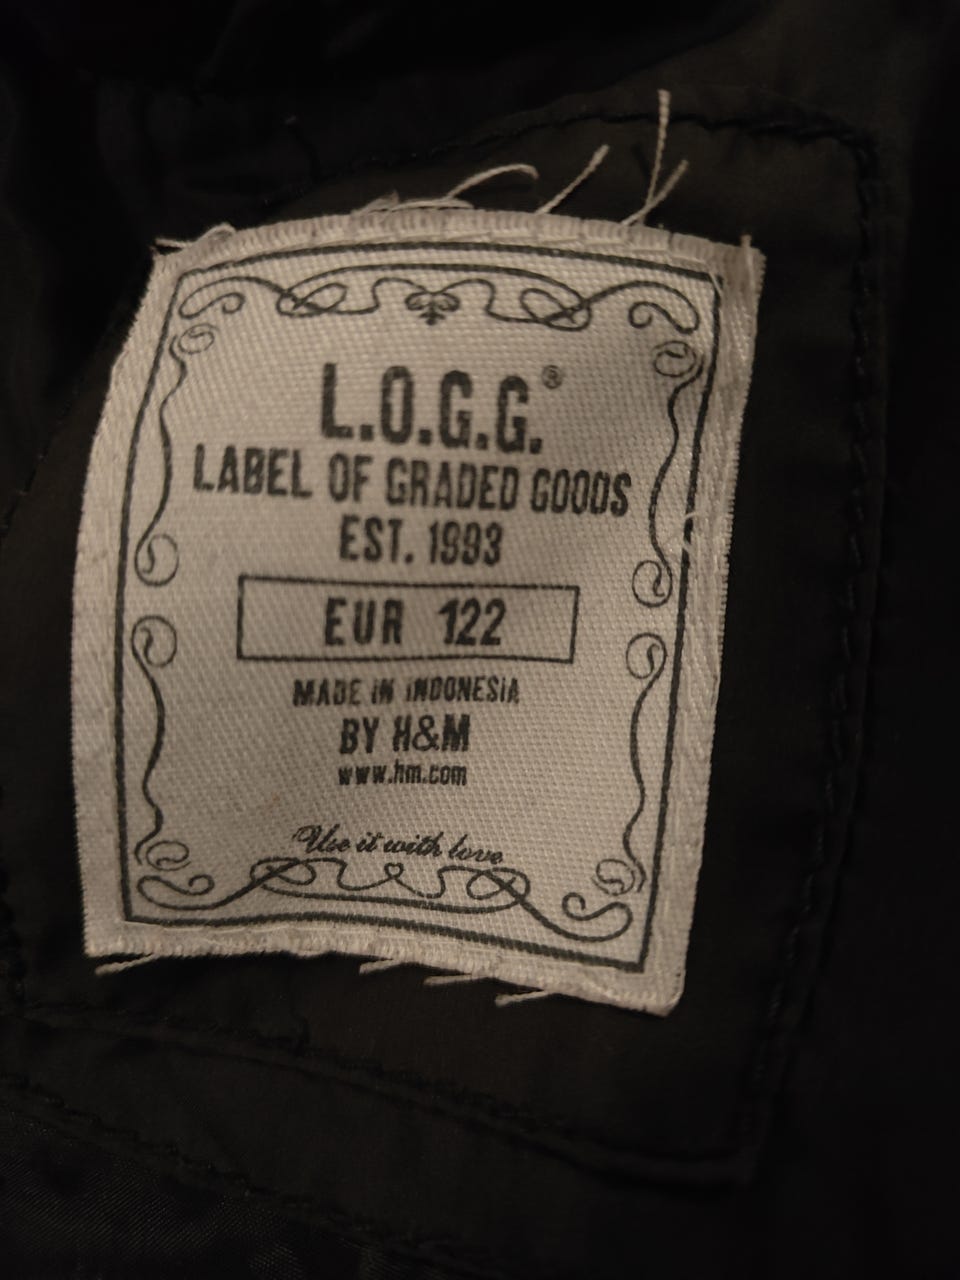 L.O.G.G.®
LABEL OF GRADED GOODS
EST. 1993
EUR 122
MADE IN INDONESIA
BY H&M
www.hm.com
Use it with love